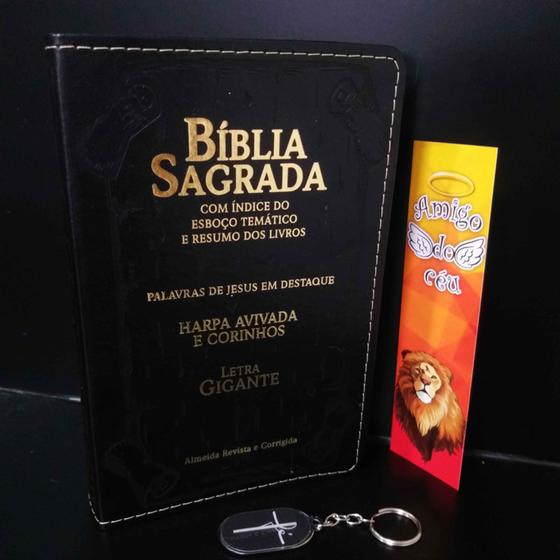 BÍBLIA
SAGRADA
COM ÍNDICE DO
ESBOÇO TEMÁTICO
E RESUMO DOS LIVROS
PALAVRAS DE JESUS EM DESTAQUE
HARPA AVIVADA
E CORINHOS
LETRA
GIGANTE
Almeida Revista e Corrigida
Amigo
do
céu